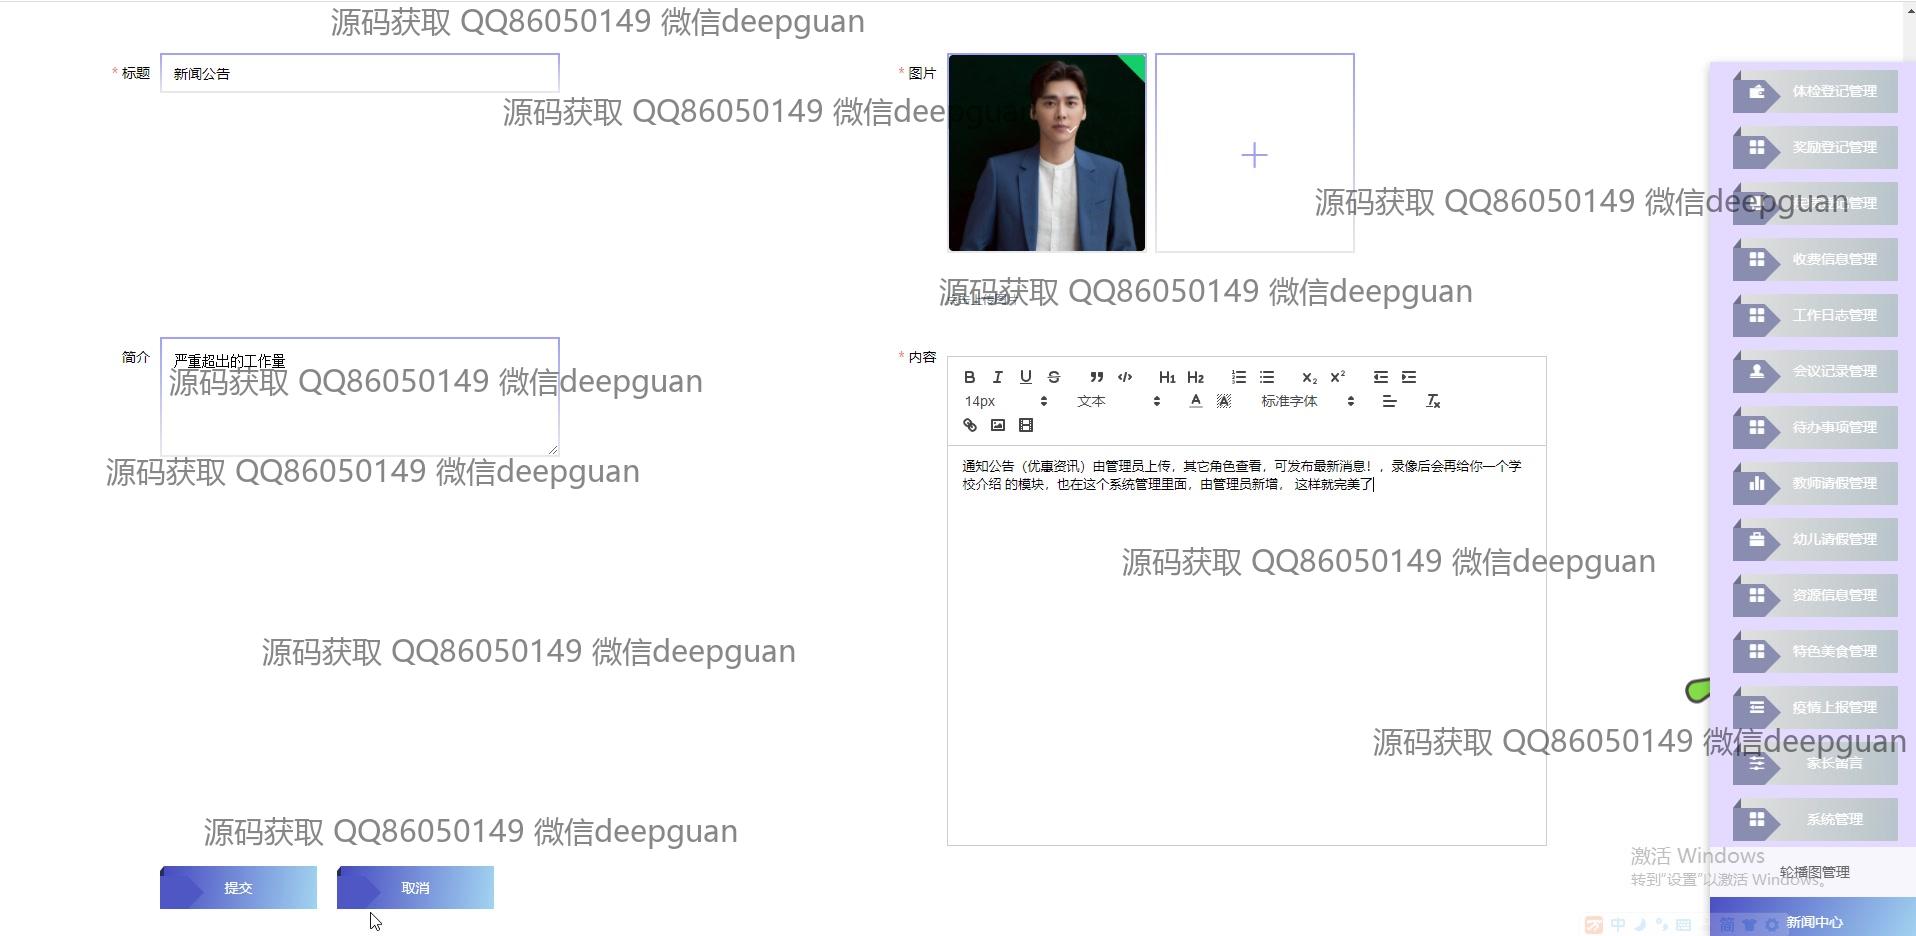 源码获取 QQ86050149 微信deepguan
* 标题
新闻公告
* 图片
源码获取 QQ86050149 微信deepguan
源码获取 QQ86050149 微信deepguan
源码获取 QQ86050149 微信deepguan
简介
严重超出的工作量
源码获取 QQ86050149 微信deepguan
源码获取 QQ86050149 微信deepguan
* 内容
B I U S H1 H2 X₂ X²
14px 文本 A A 标准字体 Tx
通知公告（优惠资讯）由管理员上传，其它角色查看，可发布最新消息！，录像后会再给你一个学
校介绍 的模块，也在这个系统管理里面，由管理员新增， 这样就完美了
源码获取 QQ86050149 微信deepguan
源码获取 QQ86050149 微信deepguan
源码获取 QQ86050149 微信deepguan
源码获取 QQ86050149 微信deepguan
提交
取消
体检登记管理
奖励登记管理
管理
收费信息管理
工作日志管理
会议记录管理
待办事项管理
教师请假管理
幼儿请假管理
资源信息管理
特色美食管理
疫情上报管理
家长留言
系统管理
轮播图管理
新闻中心
激活 Windows
转到"设置"以激活 Windows。
中
简